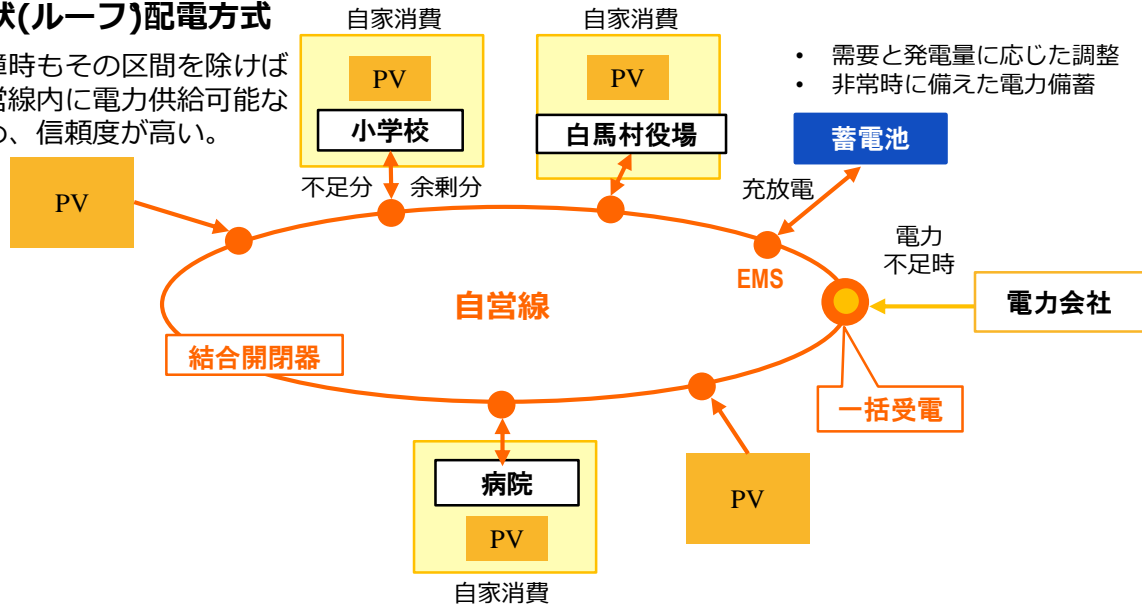 状(ループ)配電方式
障時もその区間を除けば
営線内に電力供給可能な
め、信頼度が高い。
自家消費
PV
小学校
不足分
余剰分
自家消費
PV
白馬村役場
• 需要と発電量に応じた調整
• 非常時に備えた電力備蓄
蓄電池
充放電
PV
電力
不足時
EMS
電力会社
自営線
結合開閉器
一括受電
病院
PV
自家消費
PV